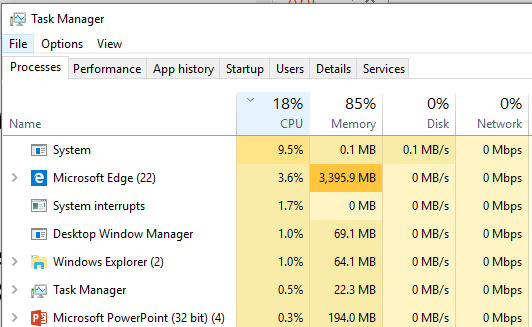 Task Manager
File Options View
Processes Performance App history Startup Users Details Services
18% 85% 0% 0%
Name CPU Memory Disk Network
System 9.5% 0.1 MB 0.1 MB/s 0 Mbps
Microsoft Edge (22) 3.6% 3,395.9 MB 0 MB/s 0 Mbps
System interrupts 1.7% 0 MB 0 MB/s 0 Mbps
Desktop Window Manager 1.0% 69.1 MB 0 MB/s 0 Mbps
Windows Explorer (2) 1.0% 64.1 MB 0 MB/s 0 Mbps
Task Manager 0.5% 22.3 MB 0 MB/s 0 Mbps
Microsoft PowerPoint (32 bit) (4) 0.3% 194.0 MB 0 MB/s 0 Mbps